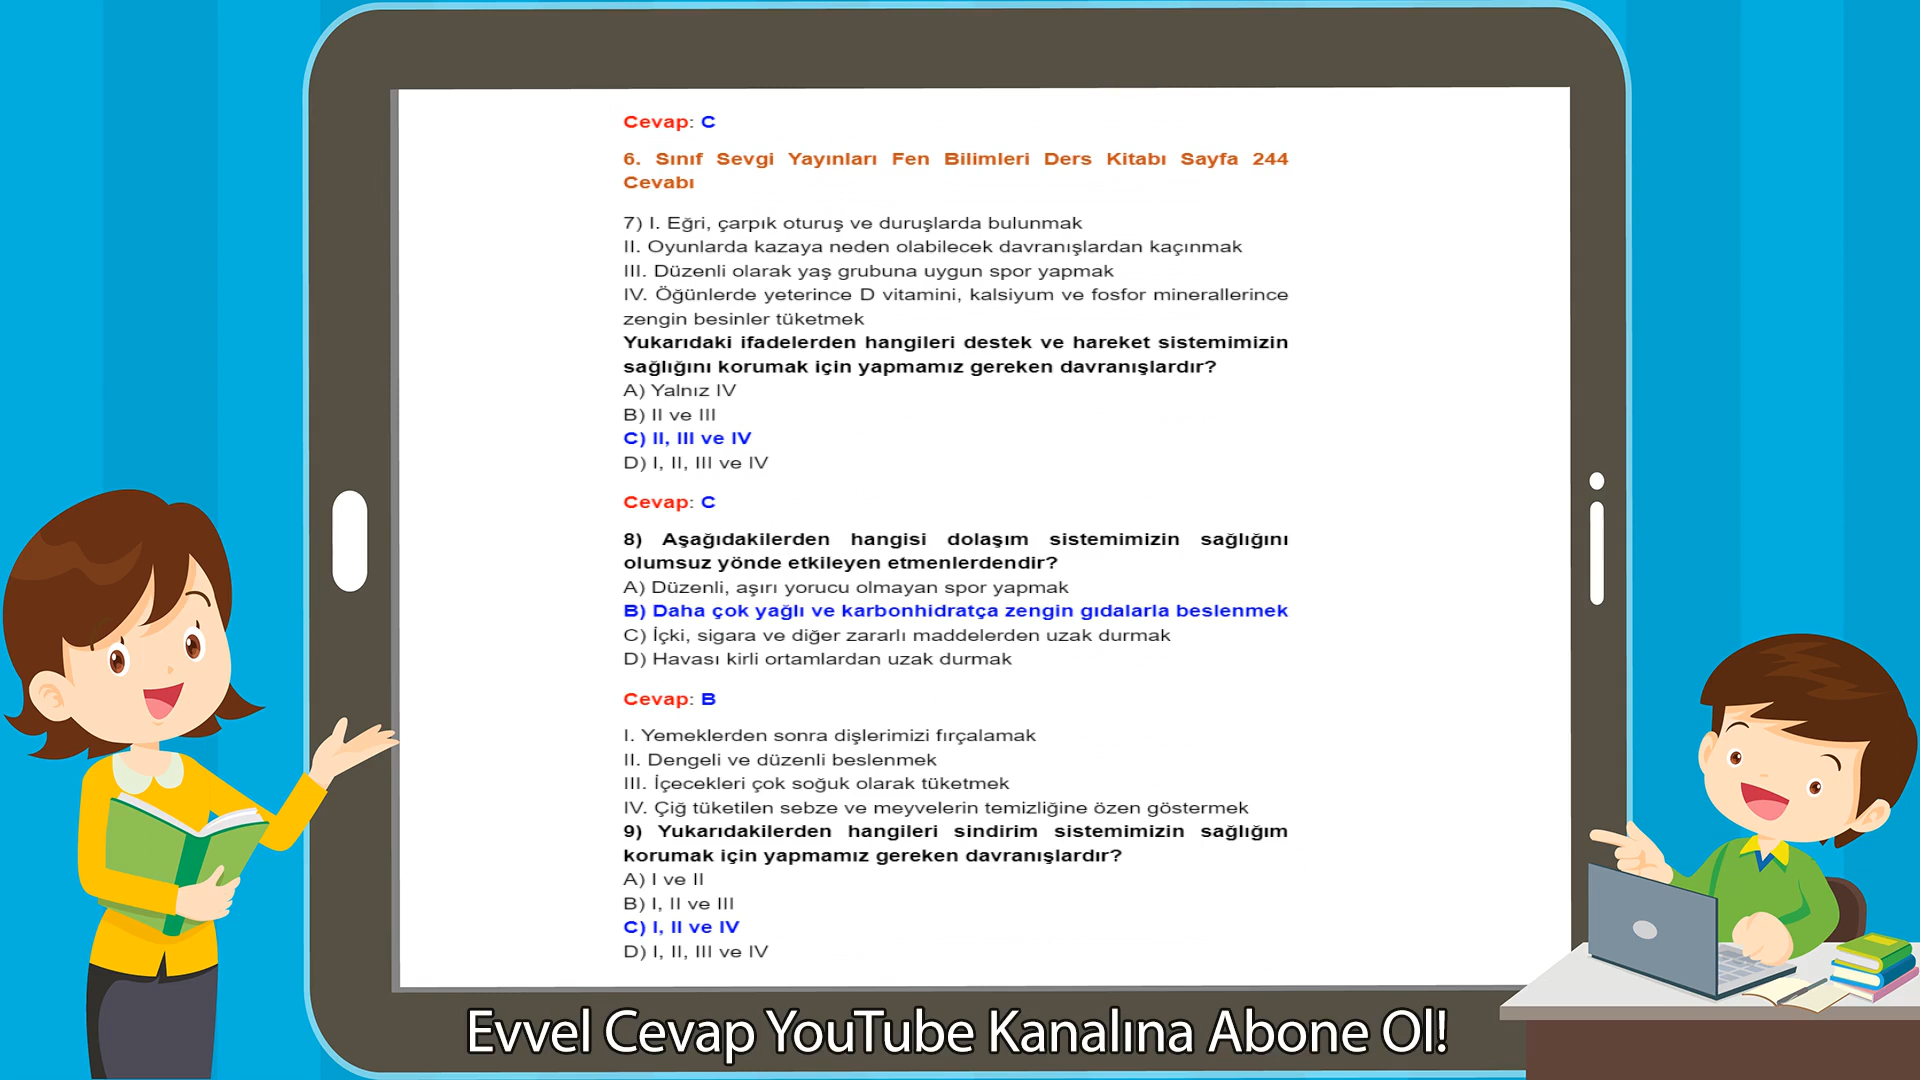 Cevap: C
6. Sınıf Sevgi Yayınları Fen Bilimleri Ders Kitabı Sayfa 244
Cevabı
7) I. Eğri, çarpık oturuş ve duruşlarda bulunmak
II. Oyunlarda kazaya neden olabilecek davranışlardan kaçınmak
III. Düzenli olarak yaş grubuna uygun spor yapmak
IV. Öğünlerde yeterince D vitamini, kalsiyum ve fosfor minerallerince
zengin besinler tüketmek
Yukarıdaki ifadelerden hangileri destek ve hareket sistemimizin
sağlığını korumak için yapmamız gereken davranışlardır?
A) Yalnız IV
B) II ve III
C) II, III ve IV
D) I, II, III ve IV
Cevap: C
8) Aşağıdakilerden hangisi dolaşım sistemimizin sağlığını
olumsuz yönde etkileyen etmenlerdendir?
A) Düzenli, aşırı yorucu olmayan spor yapmak
B) Daha çok yağlı ve karbonhidratça zengin gıdalarla beslenmek
C) İçki, sigara ve diğer zararlı maddelerden uzak durmak
D) Havası kirli ortamlardan uzak durmak
Cevap: B
I. Yemeklerden sonra dişlerimizi fırçalamak
II. Dengeli ve düzenli beslenmek
III. İçecekleri çok soğuk olarak tüketmek
IV. Çiğ tüketilen sebze ve meyvelerin temizliğine özen göstermek
9) Yukarıdakilerden hangileri sindirim sistemimizin sağlığım
korumak için yapmamız gereken davranışlardır?
A) I ve II
B) I, II ve III
C) I, II ve IV
D) I, II, III ve IV
Evvel Cevap YouTube Kanalına Abone Ol!